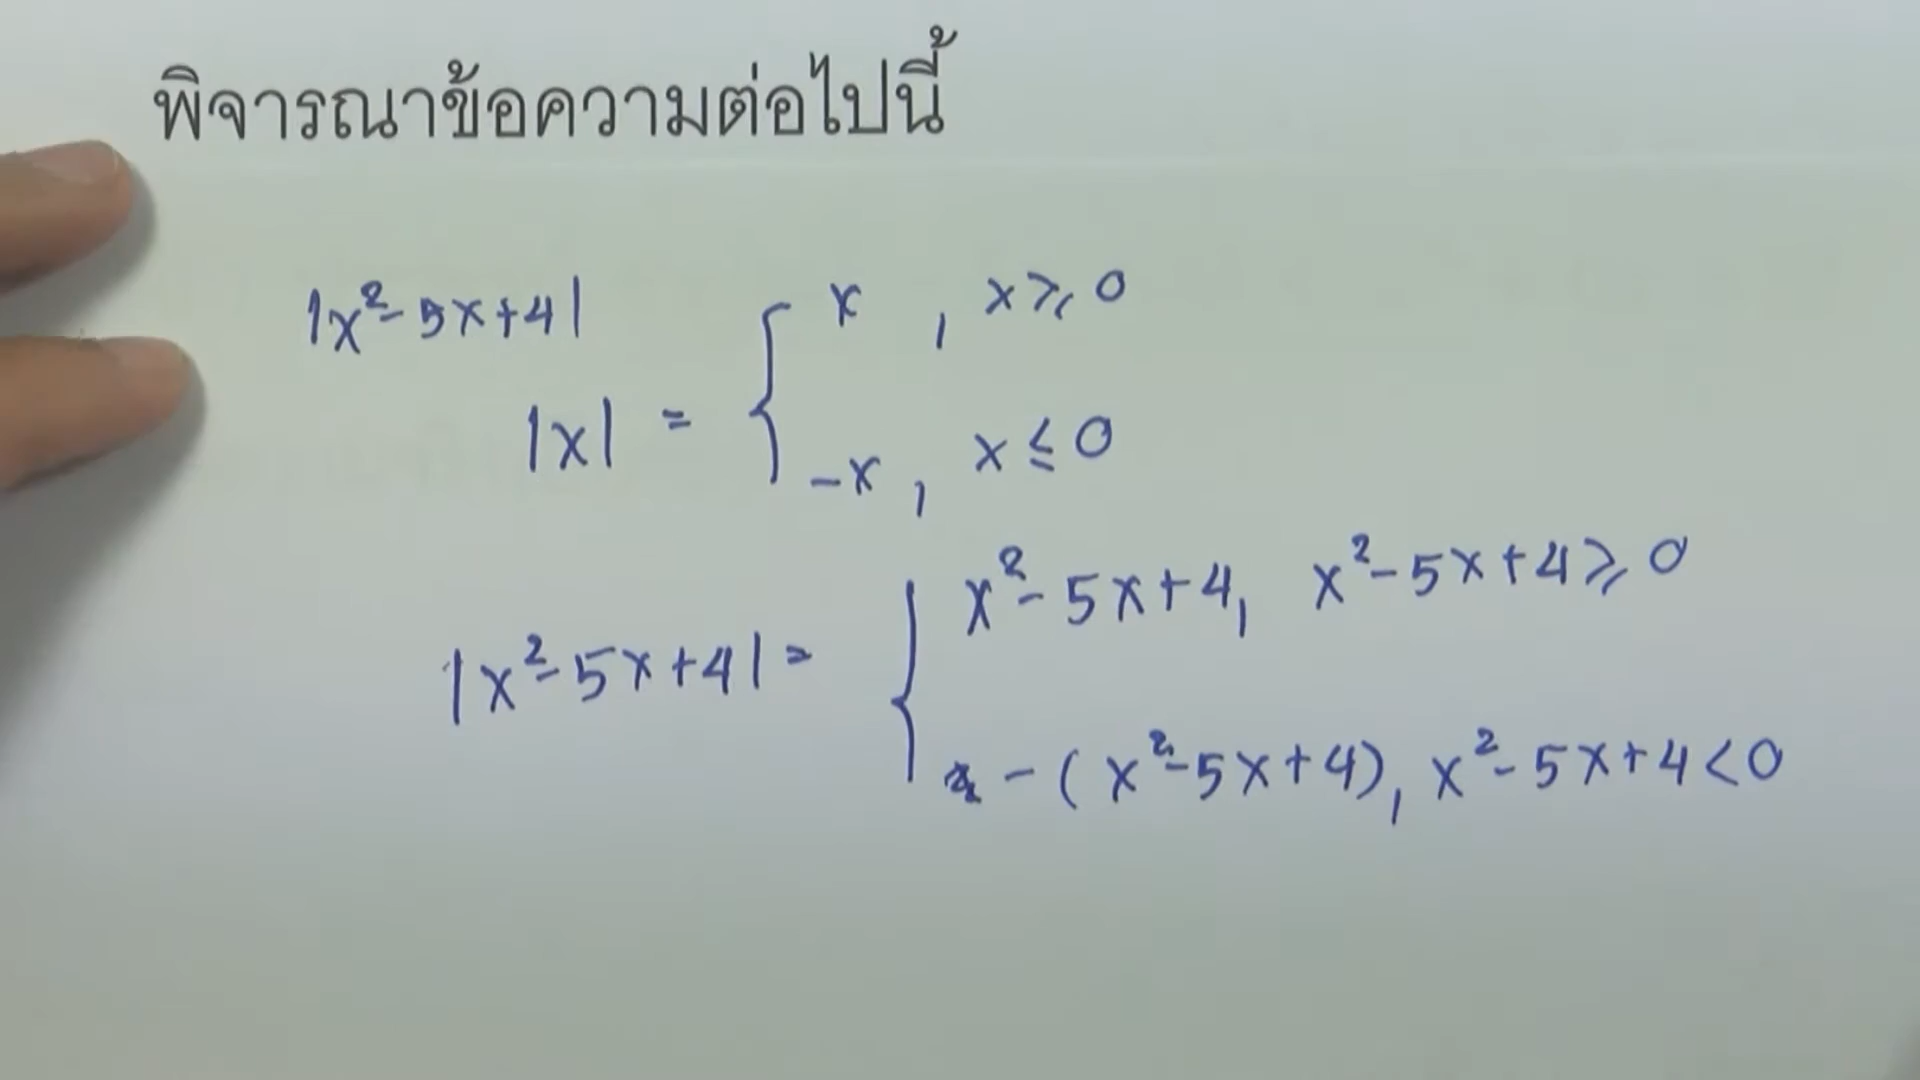 พิจารณาข้อความต่อไปนี้
|x²-5x+4|
|x| = { x , x ≥ 0
-x , x ≤ 0
|x²-5x+4| = { x²-5x+4, x²-5x+4 ≥ 0
-(x²-5x+4), x²-5x+4 < 0